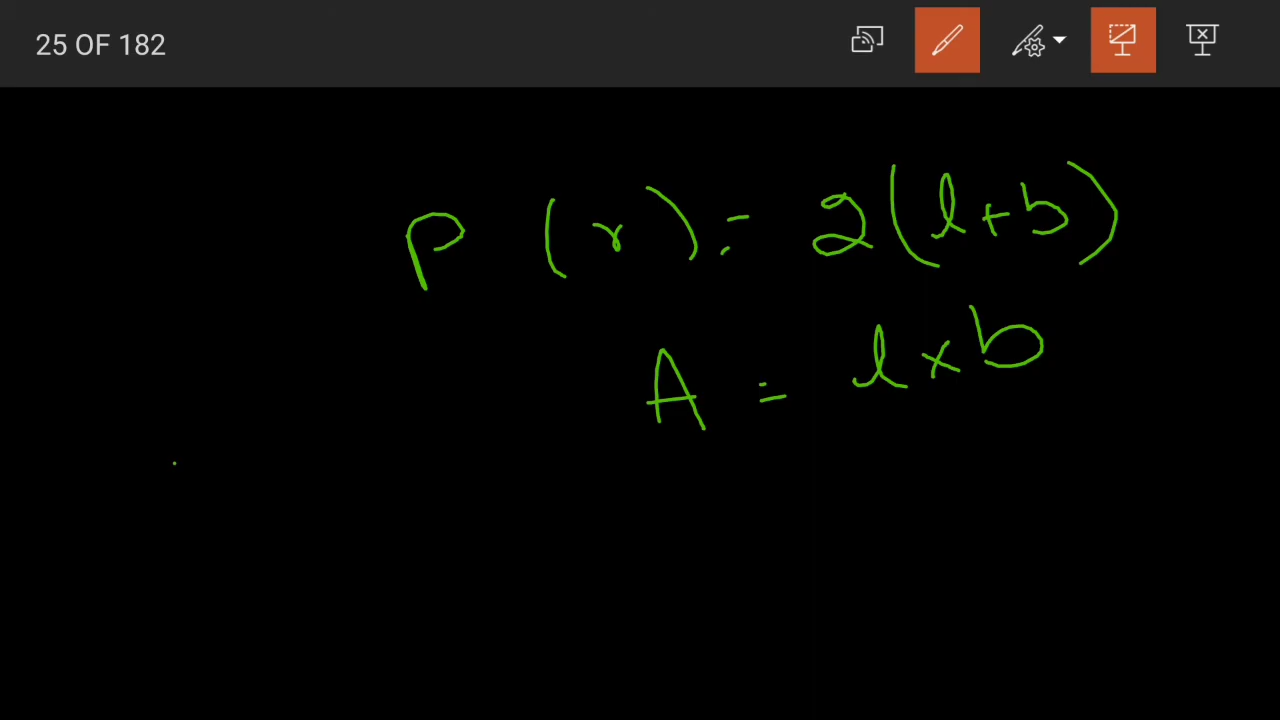 25 OF 182
P (r) = 2(l+b)
A = l×b